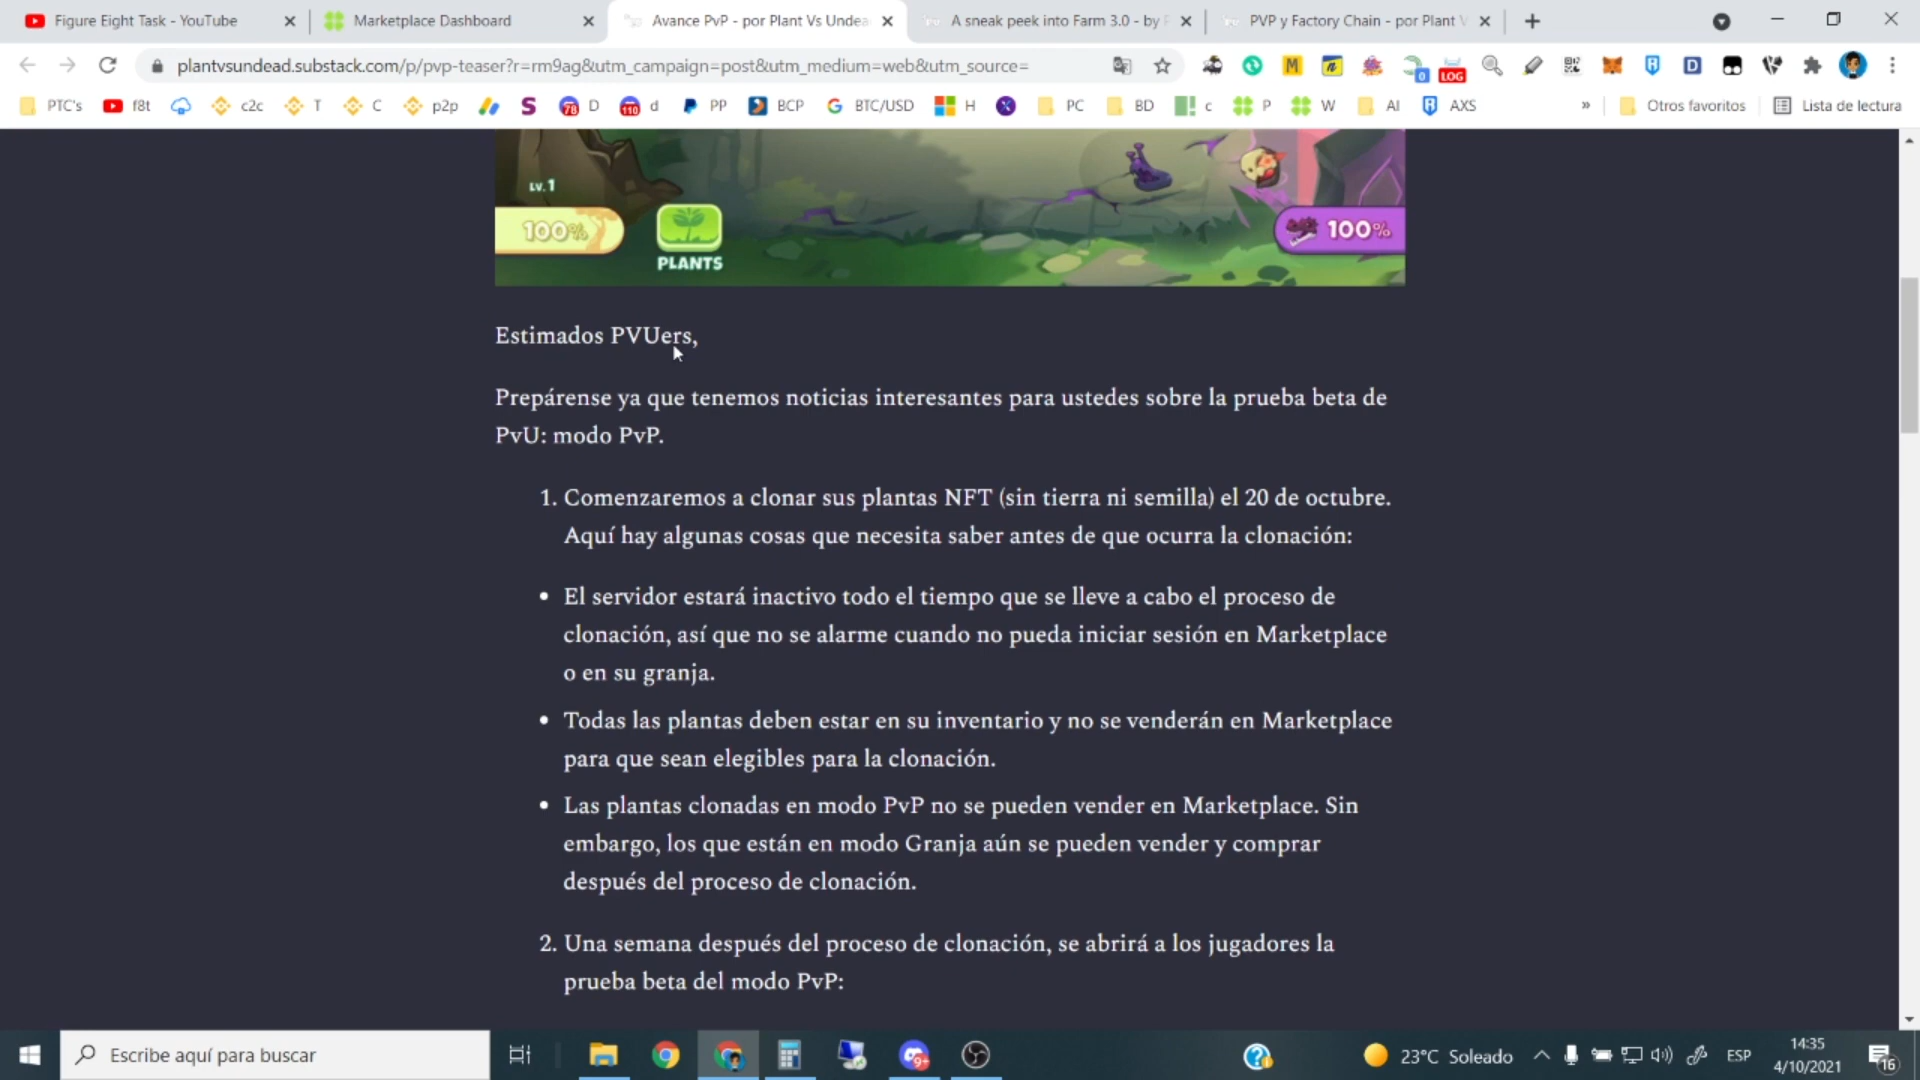 Figure Eight Task - YouTube
Marketplace Dashboard
Avance PvP - por Plant Vs Undea
A sneak peek into Farm 3.0 - by P
PVP y Factory Chain - por Plant V
plantvsundead.substack.com/p/pvp-teaser?r=rm9ag&utm_campaign=post&utm_medium=web&utm_source=
0
LOG
PTC's
f8t
c2c
T
C
p2p
S
78 D
110 d
PP
BCP
BTC/USD
H
PC
BD
c
P
W
AI
AXS
»
Otros favoritos
Lista de lectura
LV.1
100%
PLANTS
100%
Estimados PVUers,
Prepárense ya que tenemos noticias interesantes para ustedes sobre la prueba beta de
PvU: modo PvP.
1. Comenzaremos a clonar sus plantas NFT (sin tierra ni semilla) el 20 de octubre.
Aquí hay algunas cosas que necesita saber antes de que ocurra la clonación:
• El servidor estará inactivo todo el tiempo que se lleve a cabo el proceso de
clonación, así que no se alarme cuando no pueda iniciar sesión en Marketplace
o en su granja.
• Todas las plantas deben estar en su inventario y no se venderán en Marketplace
para que sean elegibles para la clonación.
• Las plantas clonadas en modo PvP no se pueden vender en Marketplace. Sin
embargo, los que están en modo Granja aún se pueden vender y comprar
después del proceso de clonación.
2. Una semana después del proceso de clonación, se abrirá a los jugadores la
prueba beta del modo PvP:
Escribe aquí para buscar
23°C Soleado
ESP
14:35
4/10/2021
16